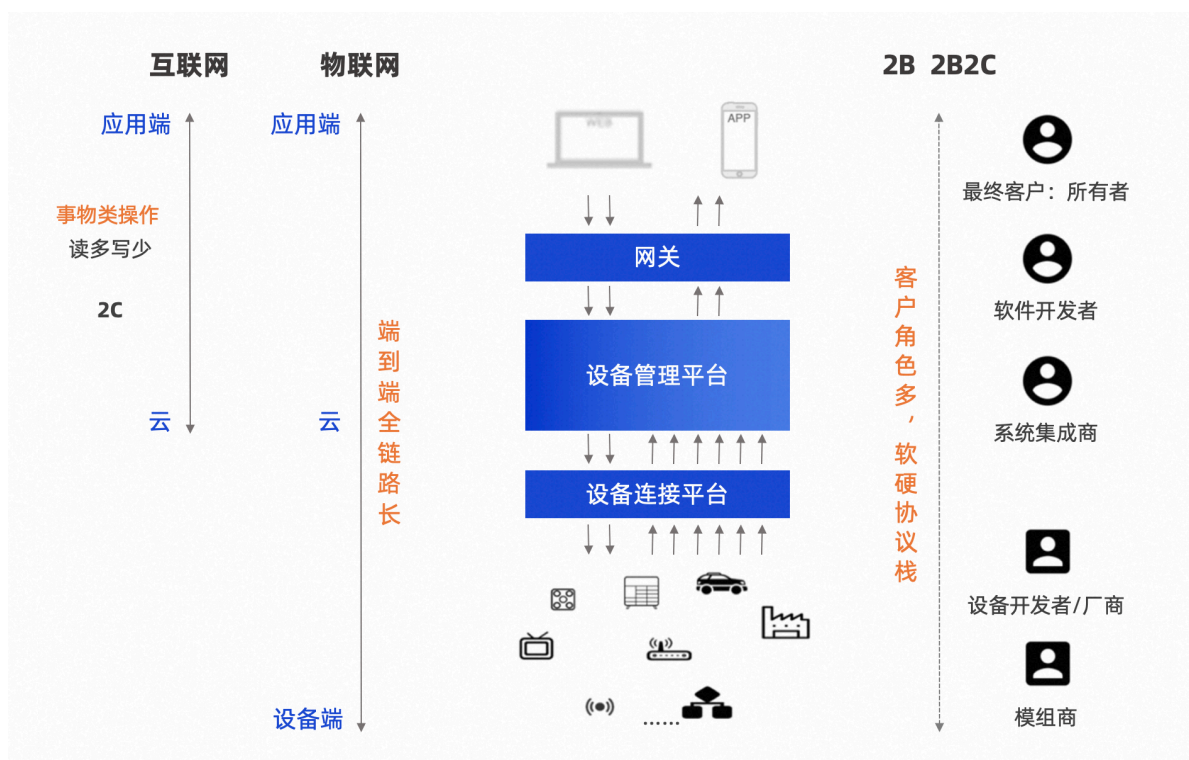 互联网
物联网
2B 2B2C
应用端
应用端
WEB
APP
最终客户：所有者
事物类操作
读多写少
2C
网关
软件开发者
端到端全链路长
设备管理平台
客户角色多，软硬协议栈
云
云
系统集成商
设备连接平台
设备开发者/厂商
设备端
......
模组商